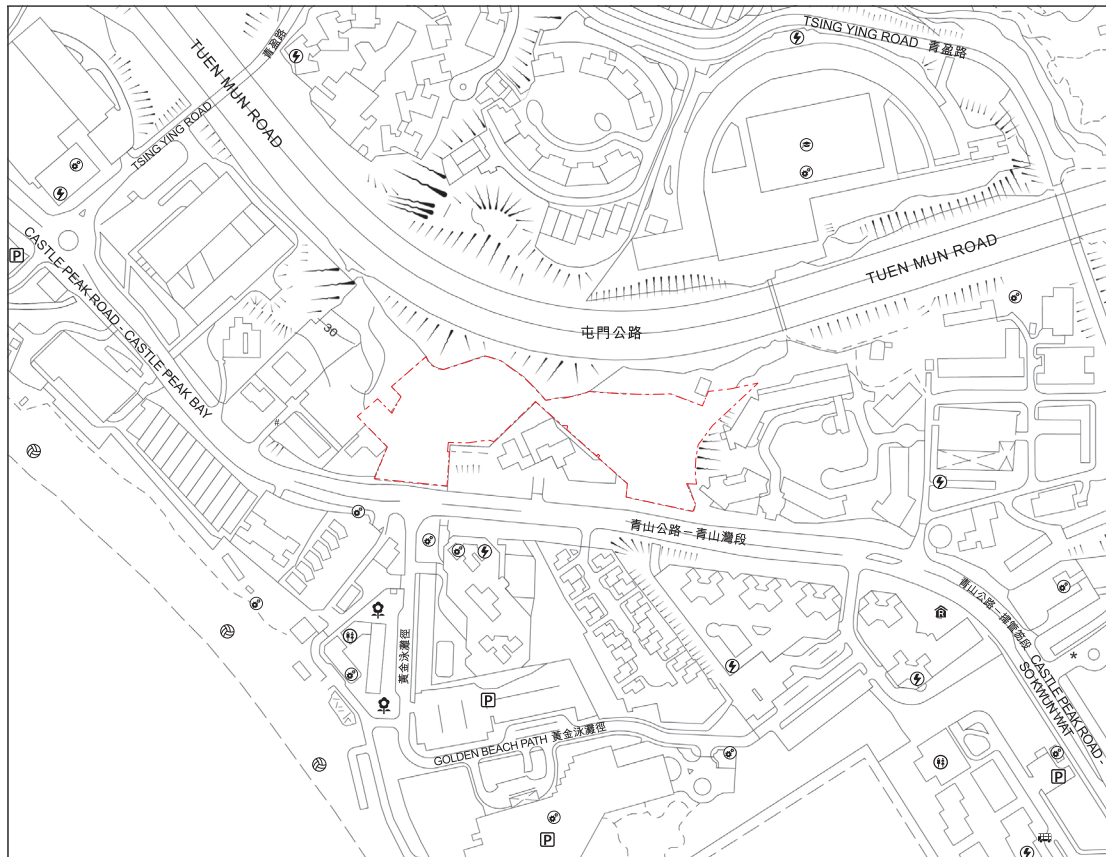 TSING YING ROAD 青盈路
青盈路
TUEN MUN ROAD
TSING YING ROAD
CASTLE PEAK ROAD - CASTLE PEAK BAY
P
TUEN MUN ROAD
屯門公路
30
#
青山公路－青山灣段
青山公路－掃管笏段
CASTLE PEAK ROAD -
SO KWUN WAT
*
黃金泳灘徑
P
GOLDEN BEACH PATH 黃金泳灘徑
P
P